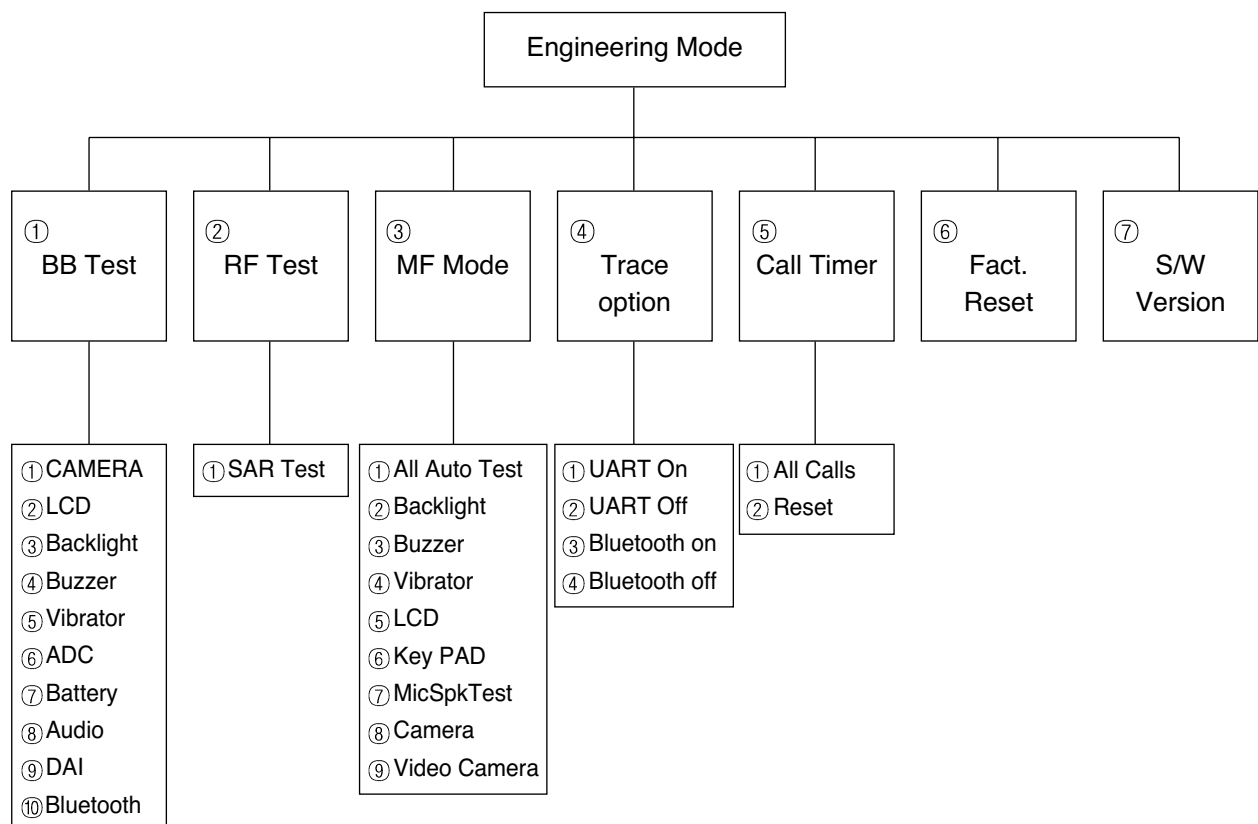 Engineering Mode
①
BB Test
②
RF Test
③
MF Mode
④
Trace
option
⑤
Call Timer
⑥
Fact.
Reset
⑦
S/W
Version
①CAMERA
②LCD
③Backlight
④Buzzer
⑤Vibrator
⑥ADC
⑦Battery
⑧Audio
⑨DAI
⑩Bluetooth
①SAR Test
①All Auto Test
②Backlight
③Buzzer
④Vibrator
⑤LCD
⑥Key PAD
⑦MicSpkTest
⑧Camera
⑨Video Camera
①UART On
②UART Off
③Bluetooth on
④Bluetooth off
①All Calls
②Reset